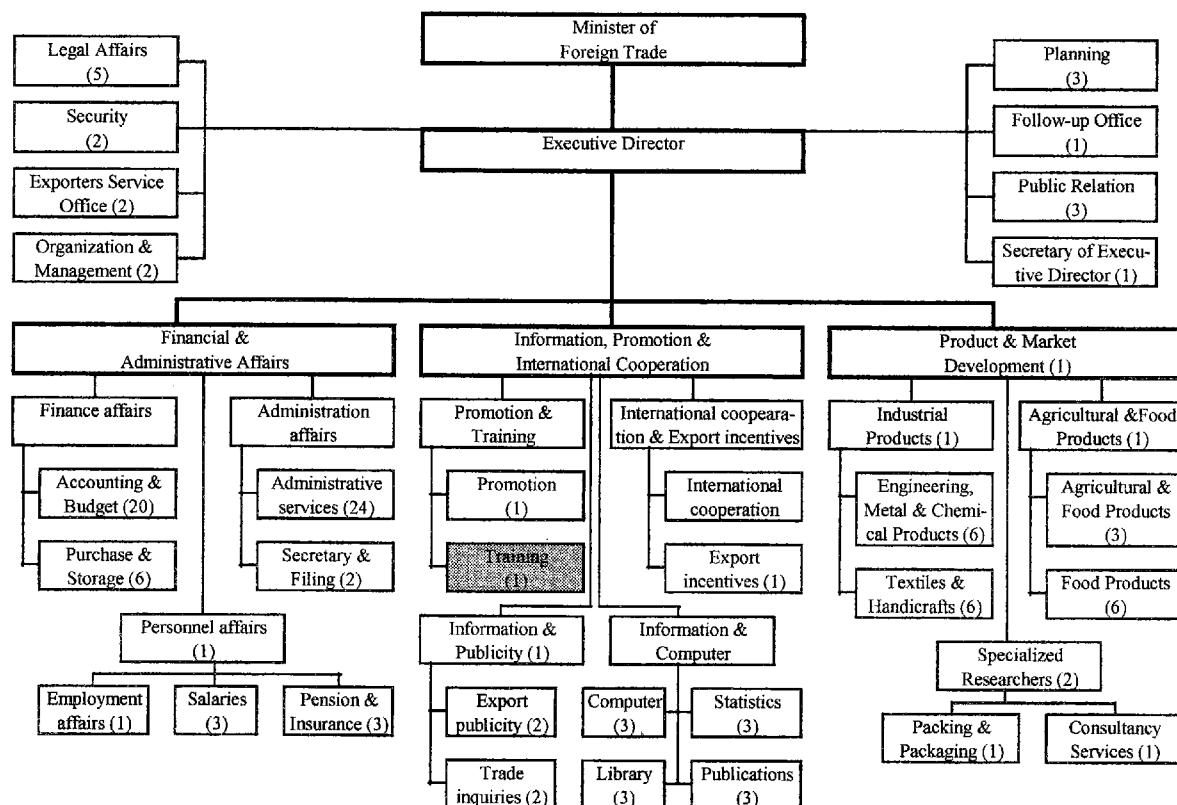 Minister of
Foreign Trade
Legal Affairs
(5)
Security
(2)
Exporters Service
Office (2)
Organization &
Management (2)
Executive Director
Planning
(3)
Follow-up Office
(1)
Public Relation
(3)
Secretary of Execu-
tive Director (1)
Financial &
Administrative Affairs
Finance affairs
Accounting &
Budget (20)
Purchase &
Storage (6)
Administration
affairs
Administrative
services (24)
Secretary &
Filing (2)
Personnel affairs
(1)
Employment
affairs (1)
Salaries
(3)
Pension &
Insurance (3)
Information, Promotion &
International Cooperation
Promotion &
Training
Promotion
(1)
Training
(1)
International coopeara-
tion & Export incentives
International
cooperation
Export
incentives (1)
Information &
Publicity (1)
Export
publicity (2)
Trade
inquiries (2)
Information &
Computer
Computer
(3)
Statistics
(3)
Library
(3)
Publications
(3)
Product & Market
Development (1)
Industrial
Products (1)
Engineering,
Metal & Chemi-
cal Products (6)
Textiles &
Handicrafts (6)
Agricultural &Food
Products (1)
Agricultural &
Food Products
(3)
Food Products
(6)
Specialized
Researchers (2)
Packing &
Packaging (1)
Consultancy
Services (1)